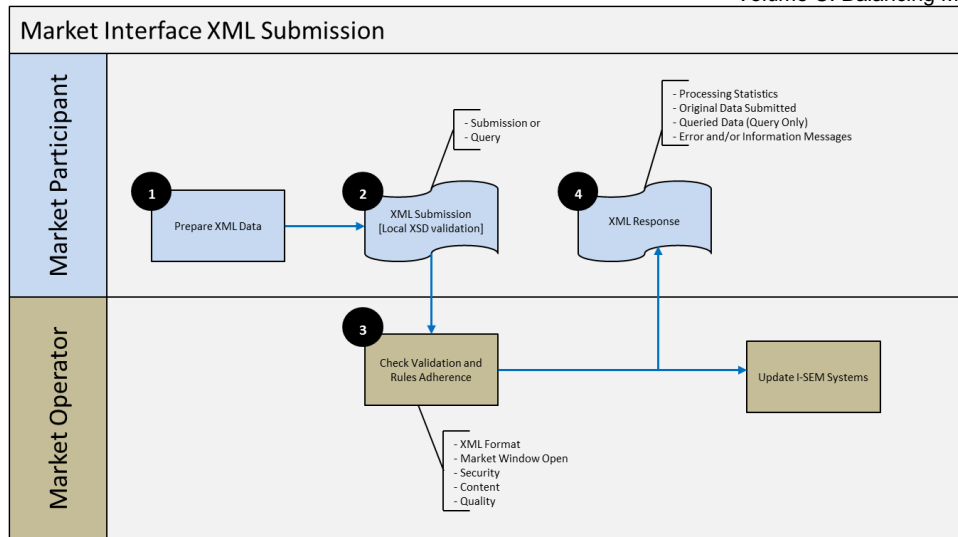 Market Interface XML Submission
Market Participant
- Submission or
- Query
- Processing Statistics
- Original Data Submitted
- Queried Data (Query Only)
- Error and/or Information Messages
1
Prepare XML Data
2
XML Submission
[Local XSD validation]
4
XML Response
Market Operator
3
Check Validation and
Rules Adherence
Update I-SEM Systems
- XML Format
- Market Window Open
- Security
- Content
- Quality